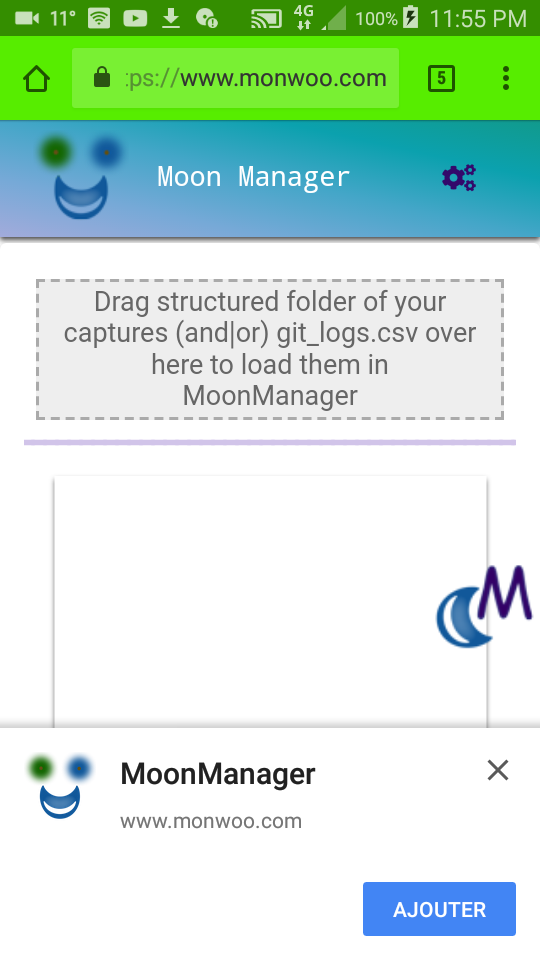 11° 4G 100% 11:55 PM
:ps://www.monwoo.com 5
Moon Manager
Drag structured folder of your
captures (and|or) git_logs.csv over
here to load them in
MoonManager
M
MoonManager
www.monwoo.com
AJOUTER